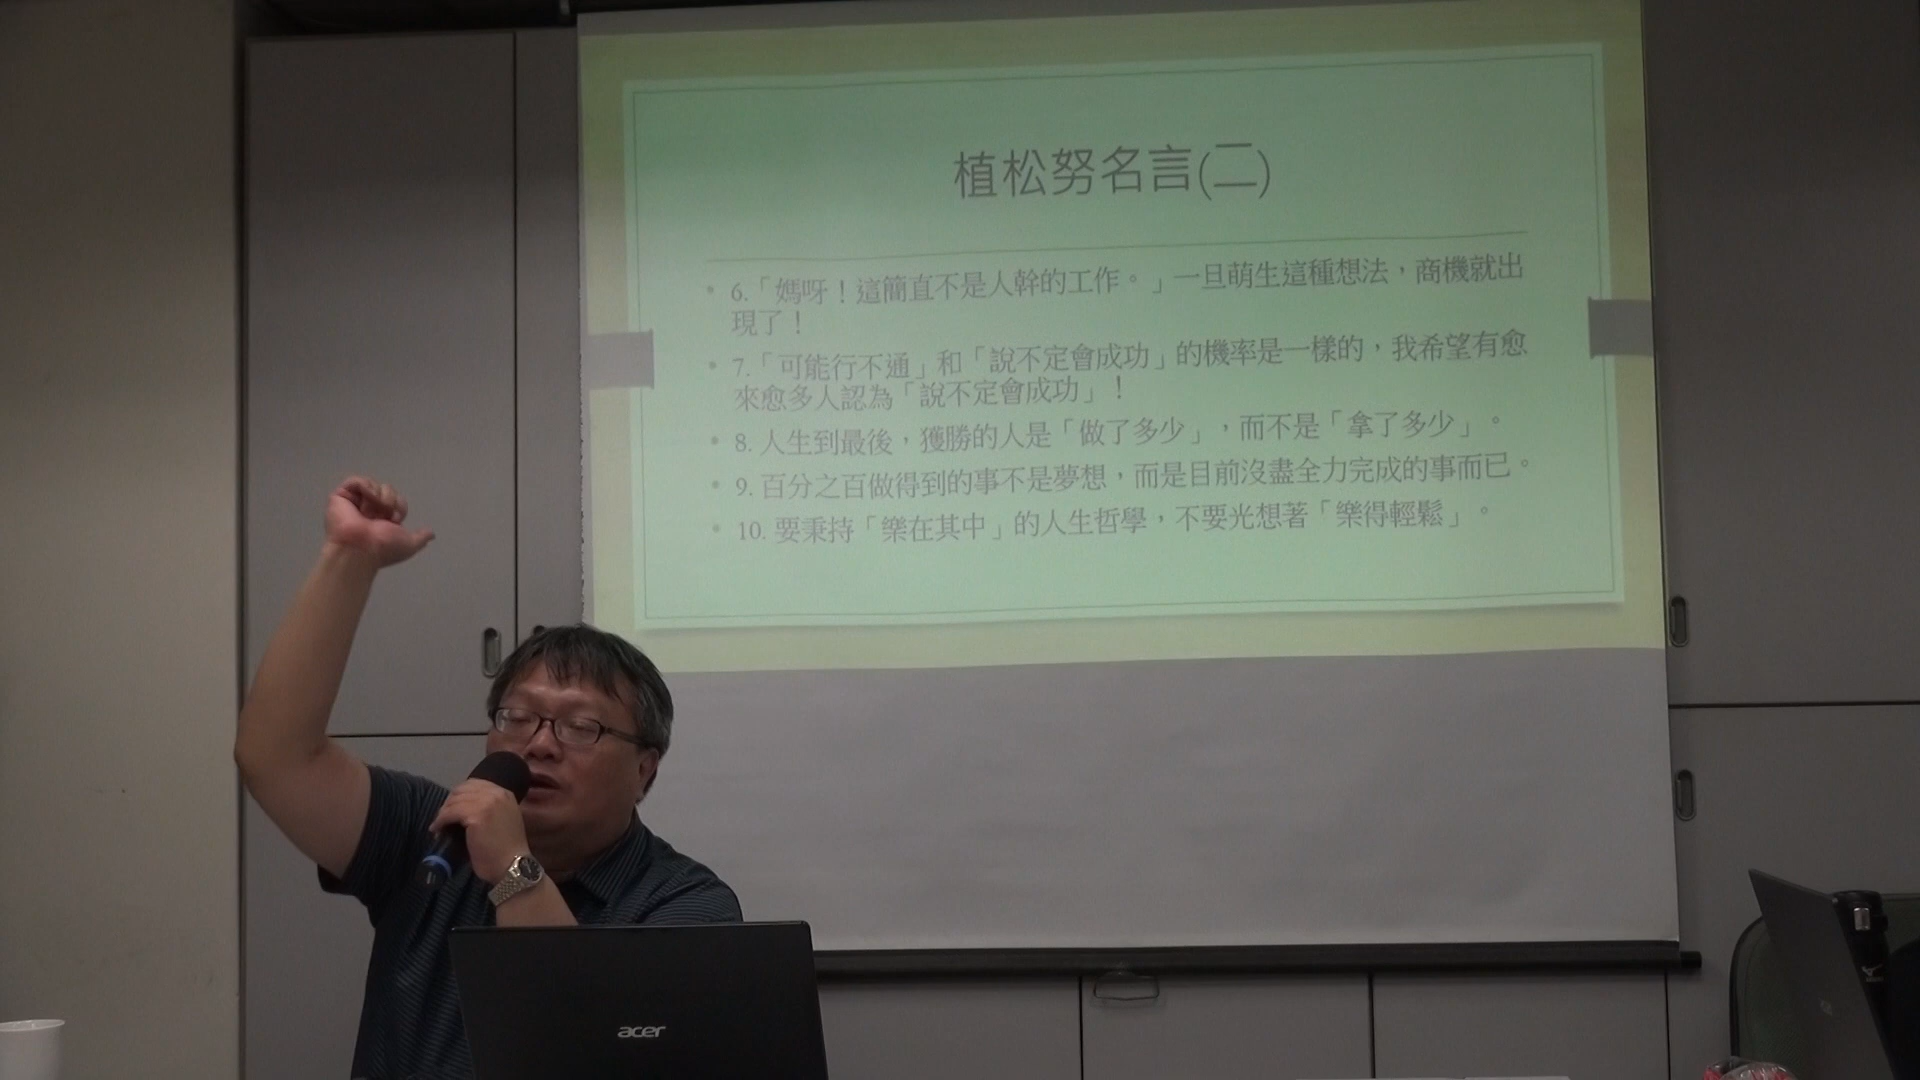 植松努名言(二)
• 6.「媽呀！這簡直不是人幹的工作。」一旦萌生這種想法，商機就出
現了！
• 7.「可能行不通」和「說不定會成功」的機率是一樣的，我希望有愈
來愈多人認為「說不定會成功」！
• 8. 人生到最後，獲勝的人是「做了多少」，而不是「拿了多少」。
• 9. 百分之百做得到的事不是夢想，而是目前沒盡全力完成的事而已。
• 10. 要秉持「樂在其中」的人生哲學，不要光想著「樂得輕鬆」。
acer